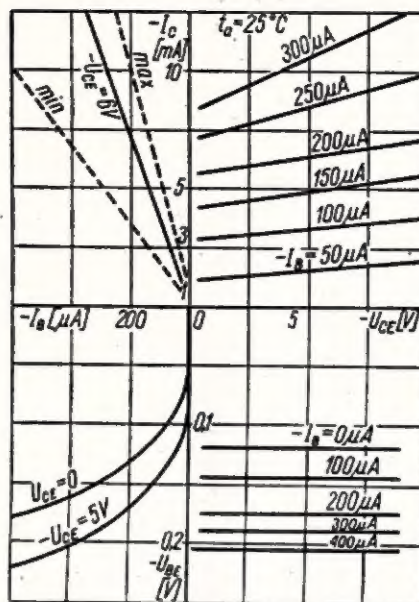 -I_C t_a=25°C
[mA]
300µA
-U_CE=6V
max
min
10
250µA
200µA
5
150µA
100µA
3
-I_B=50µA
1
-I_B[µA] 200 0 5 -U_CE[V]
0,1
-I_B=0µA
100µA
U_CE=0
200µA
300µA
-U_CE=5V
400µA
0,2
-U_BE
[V]